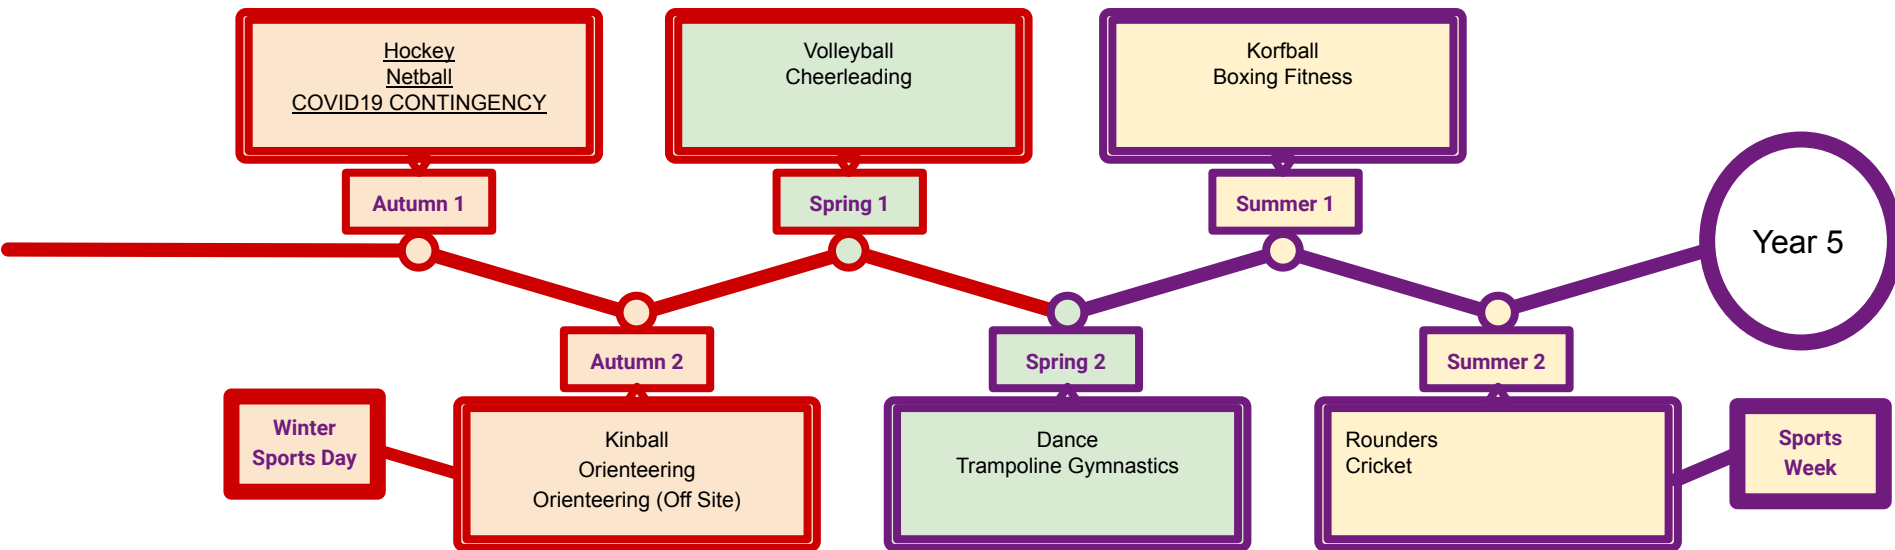 Hockey
Netball
COVID19 CONTINGENCY
Volleyball
Cheerleading
Korfball
Boxing Fitness
Autumn 1
Spring 1
Summer 1
Year 5
Autumn 2
Spring 2
Summer 2
Winter
Sports Day
Kinball
Orienteering
Orienteering (Off Site)
Dance
Trampoline Gymnastics
Rounders
Cricket
Sports
Week